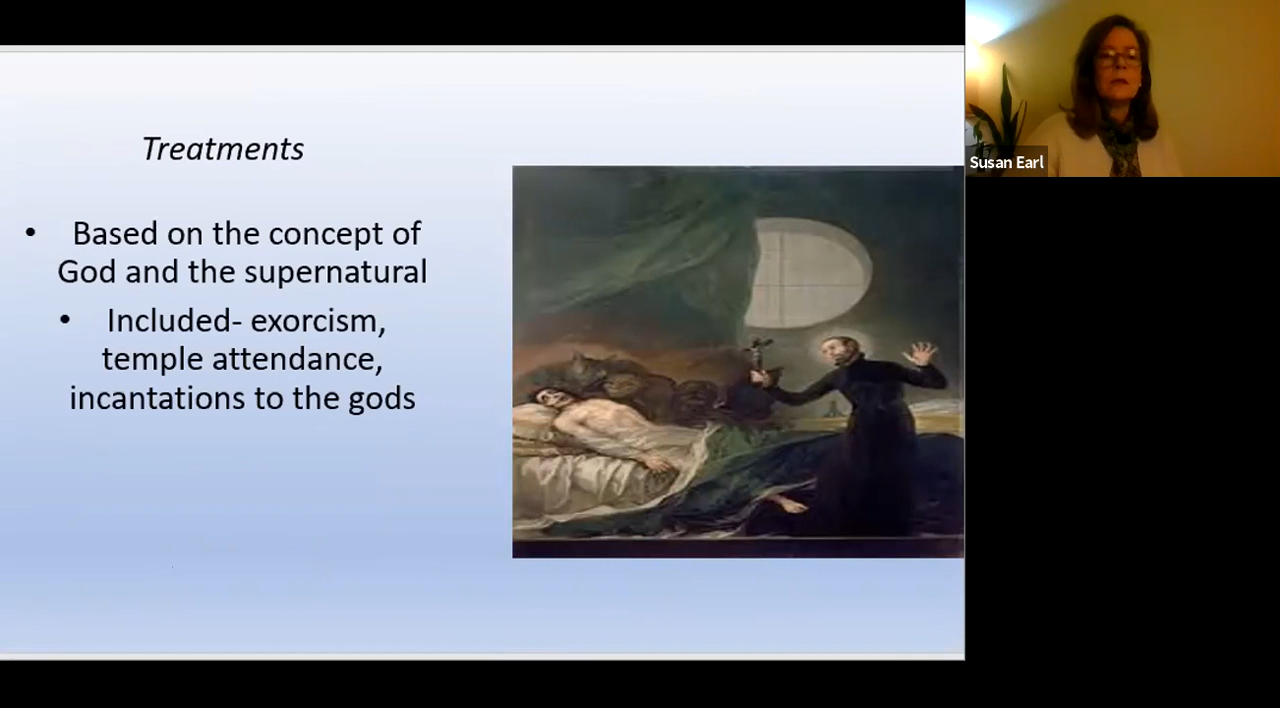 Treatments
• Based on the concept of
God and the supernatural
• Included- exorcism,
temple attendance,
incantations to the gods
Susan Earl